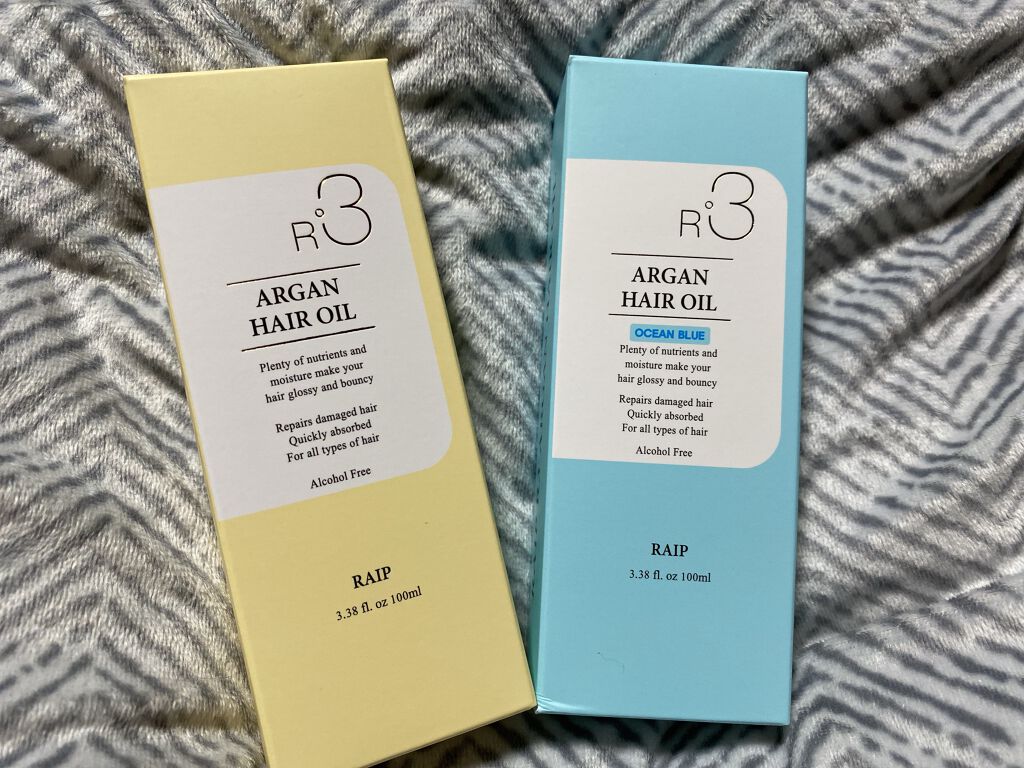 R3
ARGAN
HAIR OIL
Plenty of nutrients and
moisture make your
hair glossy and bouncy
Repairs damaged hair
Quickly absorbed
For all types of hair
Alcohol Free
RAIP
3.38 fl. oz 100ml
R3
ARGAN
HAIR OIL
OCEAN BLUE
Plenty of nutrients and
moisture make your
hair glossy and bouncy
Repairs damaged hair
Quickly absorbed
For all types of hair
Alcohol Free
RAIP
3.38 fl. oz 100ml